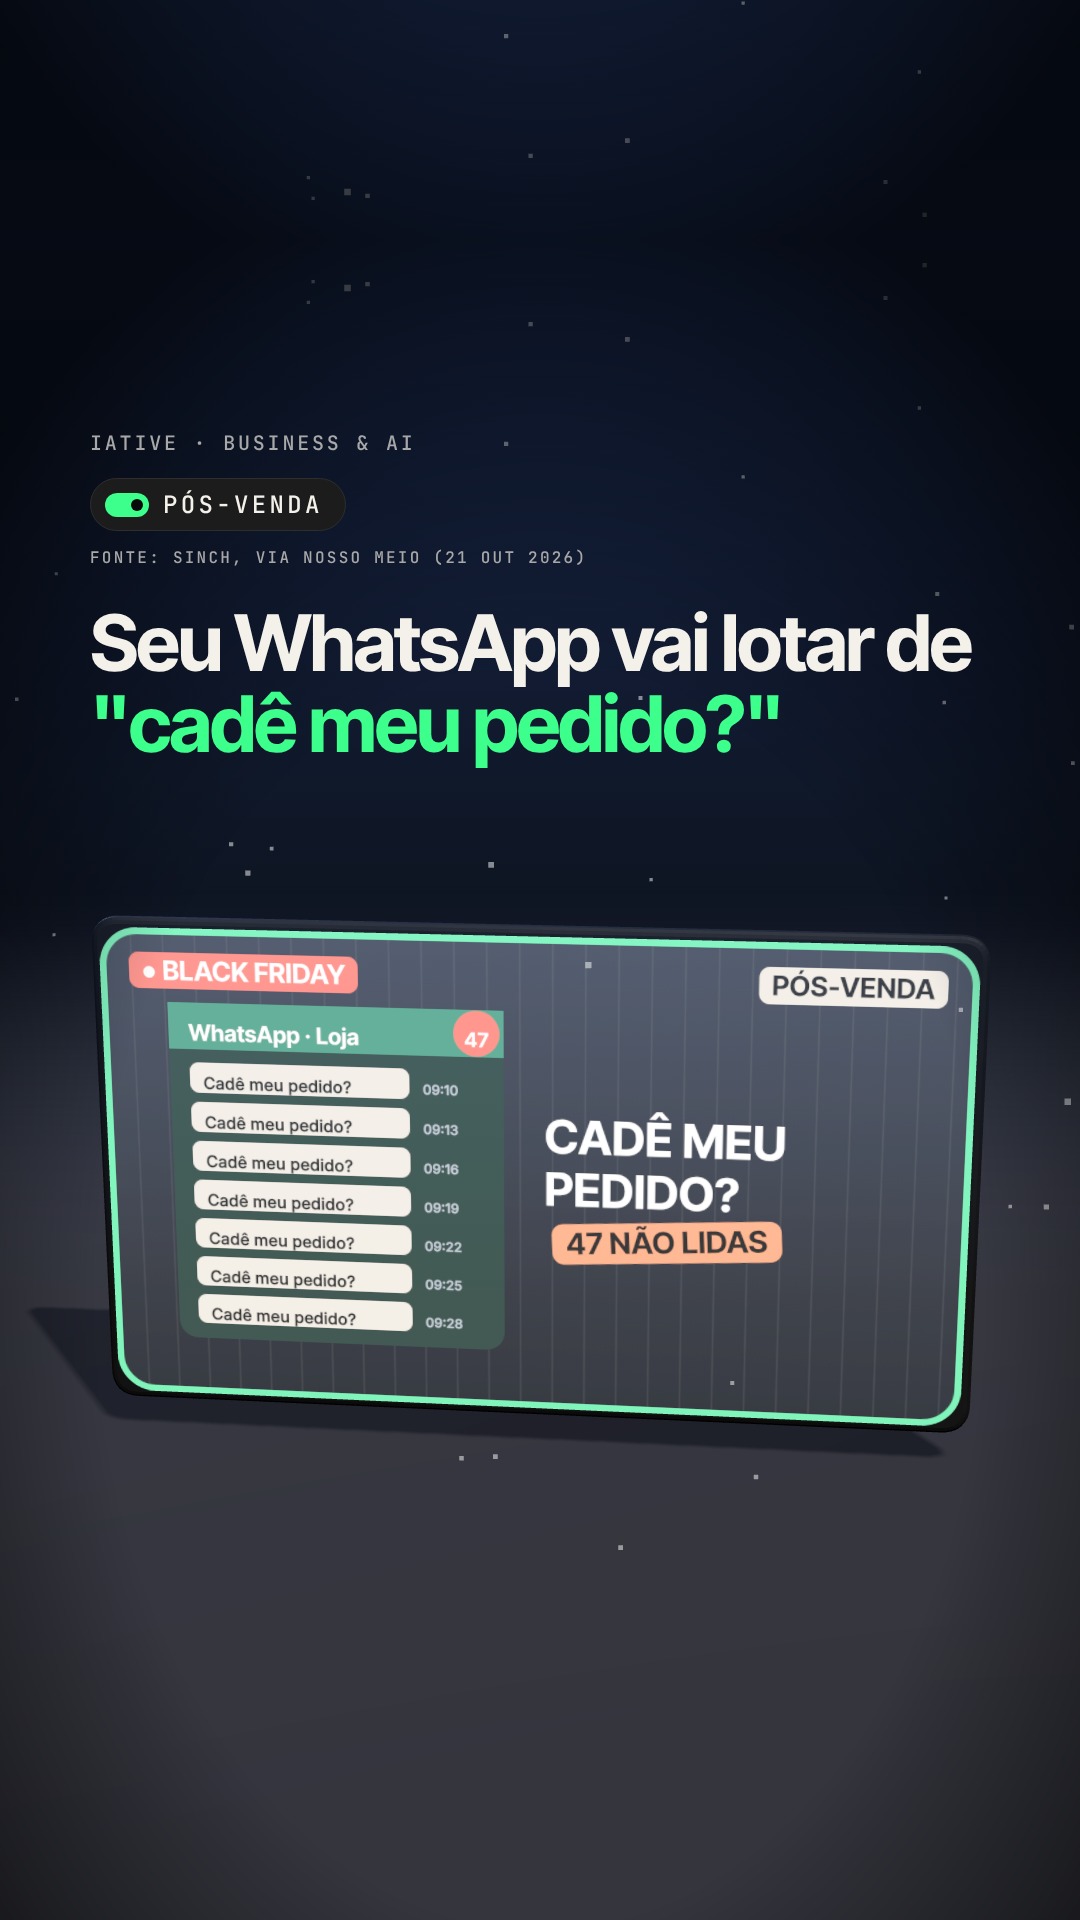 IATIVE · BUSINESS & AI
PÓS-VENDA
FONTE: SINCH, VIA NOSSO MEIO (21 OUT 2026)
Seu WhatsApp vai lotar de
"cadê meu pedido?"
BLACK FRIDAY
PÓS-VENDA
WhatsApp · Loja
47
Cadê meu pedido? 09:10
Cadê meu pedido? 09:13
Cadê meu pedido? 09:16
Cadê meu pedido? 09:19
Cadê meu pedido? 09:22
Cadê meu pedido? 09:25
Cadê meu pedido? 09:28
CADÊ MEU
PEDIDO?
47 NÃO LIDAS